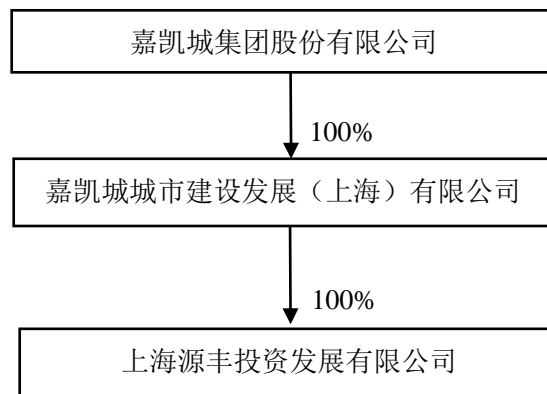 嘉凯城集团股份有限公司
100%
嘉凯城城市建设发展（上海）有限公司
100%
上海源丰投资发展有限公司